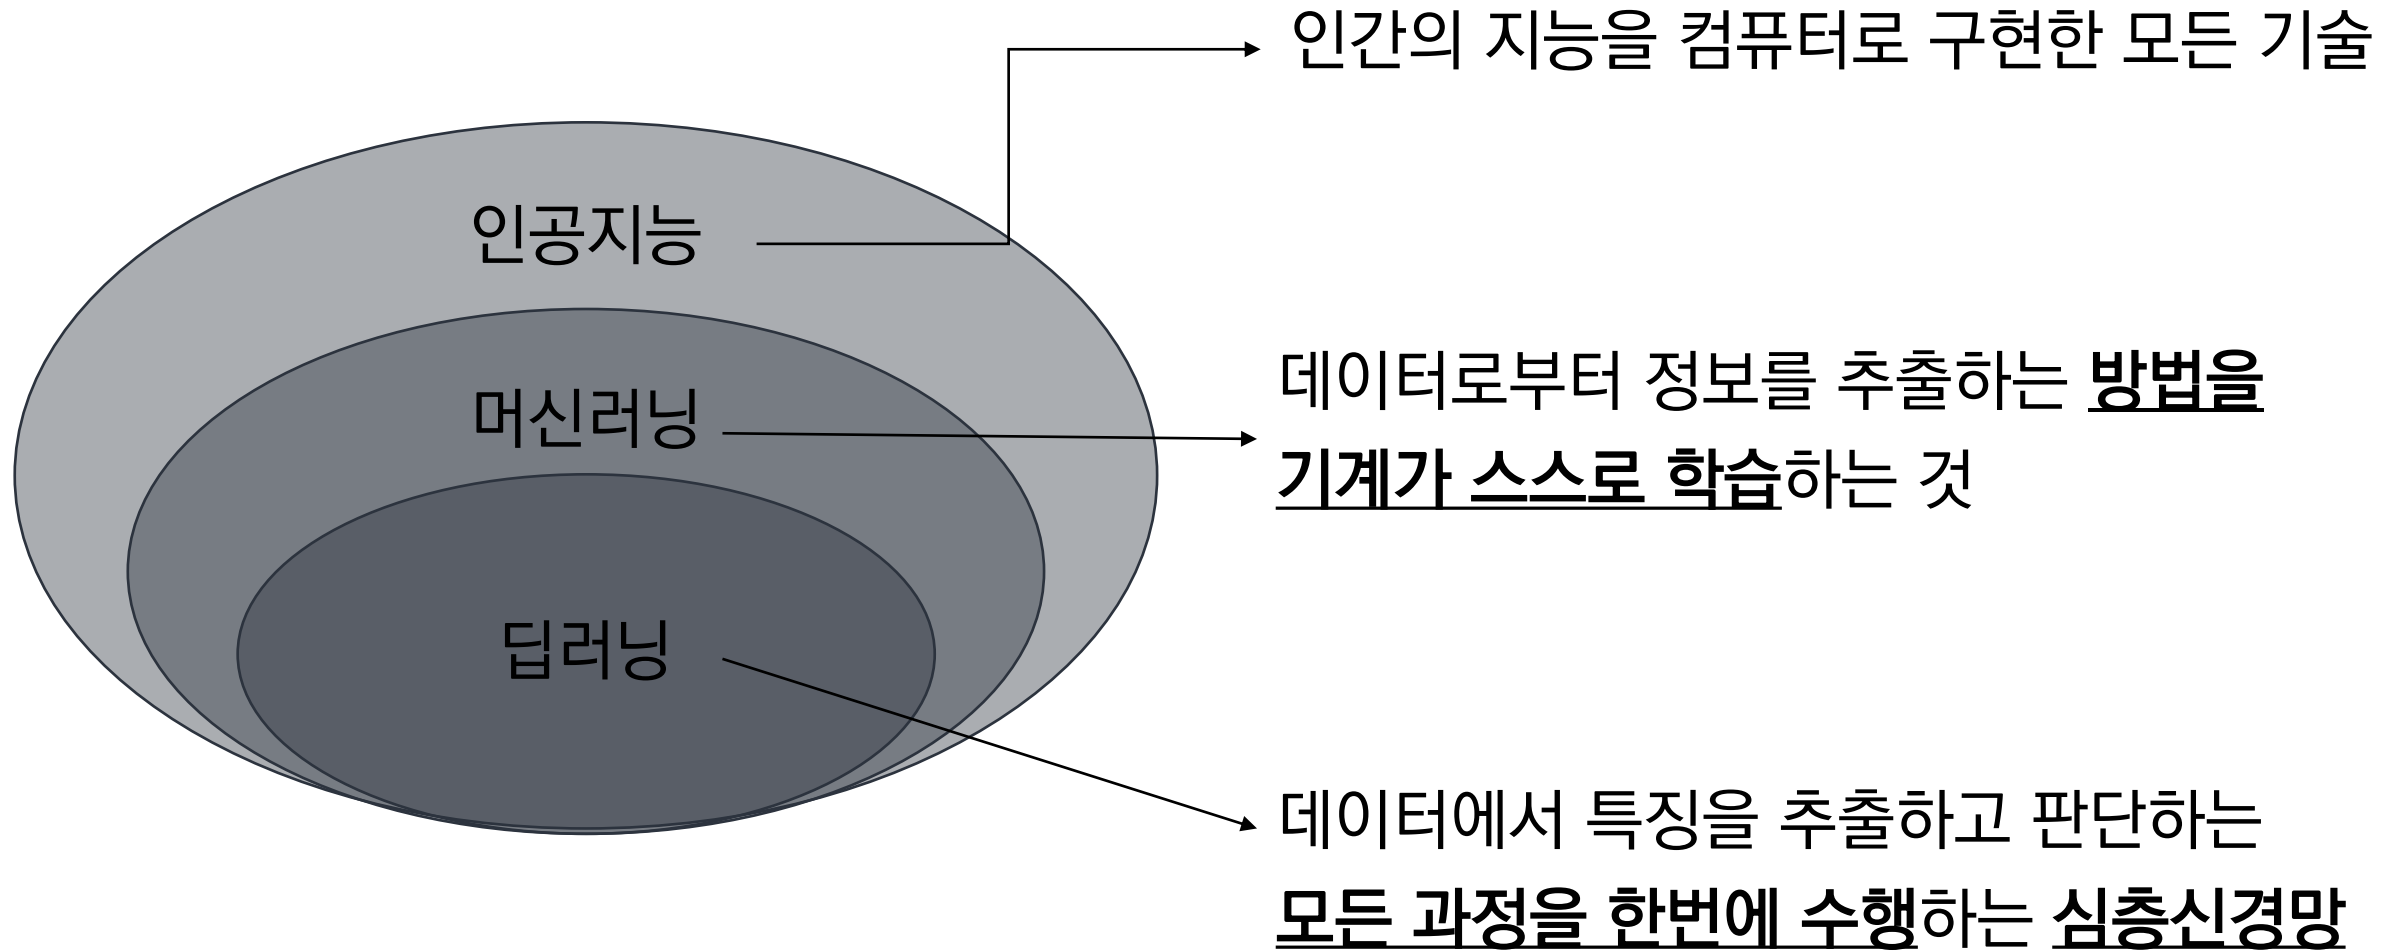 인간의 지능을 컴퓨터로 구현한 모든 기술
인공지능
데이터로부터 정보를 추출하는 방법을
기계가 스스로 학습하는 것
머신러닝
딥러닝
데이터에서 특징을 추출하고 판단하는
모든 과정을 한번에 수행하는 심층신경망